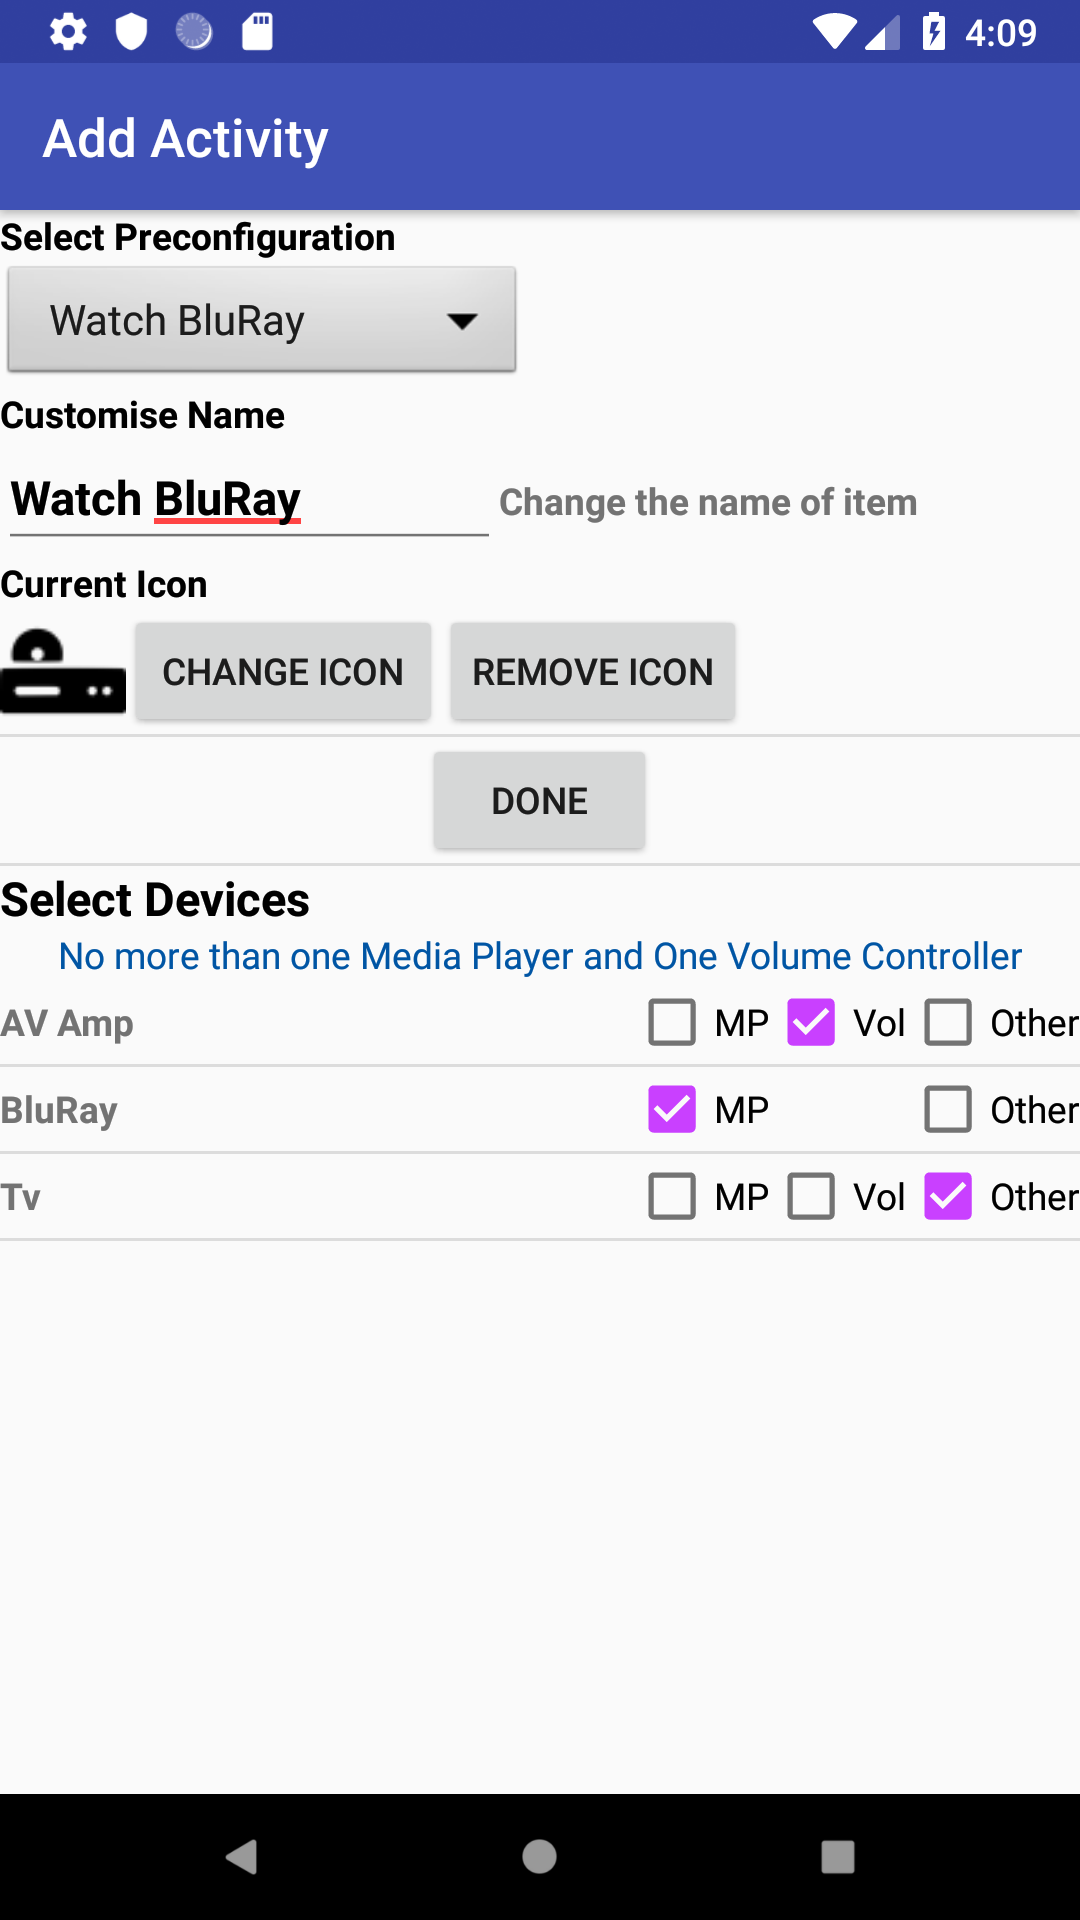 4:09
Add Activity
Select Preconfiguration
Watch BluRay
Customise Name
Watch BluRay Change the name of item
Current Icon
CHANGE ICON REMOVE ICON
DONE
Select Devices
No more than one Media Player and One Volume Controller
AV Amp MP Vol Other
BluRay MP Other
Tv MP Vol Other